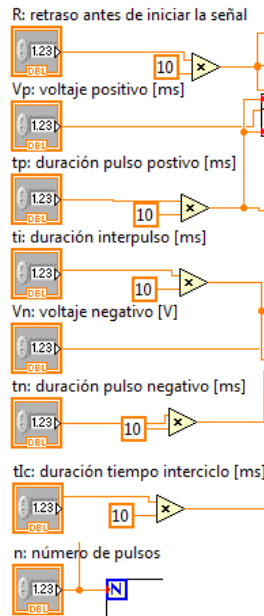 R: retraso antes de iniciar la señal
1.23
DBL
10
×
Vp: voltaje positivo [ms]
1.23
DBL
tp: duración pulso postivo [ms]
1.23
DBL
10
×
ti: duración interpulso [ms]
1.23
DBL
10
×
Vn: voltaje negativo [V]
1.23
DBL
tn: duración pulso negativo [ms]
1.23
DBL
10
×
tIc: duración tiempo interciclo [ms]
1.23
DBL
10
×
n: número de pulsos
1.23
DBL
N